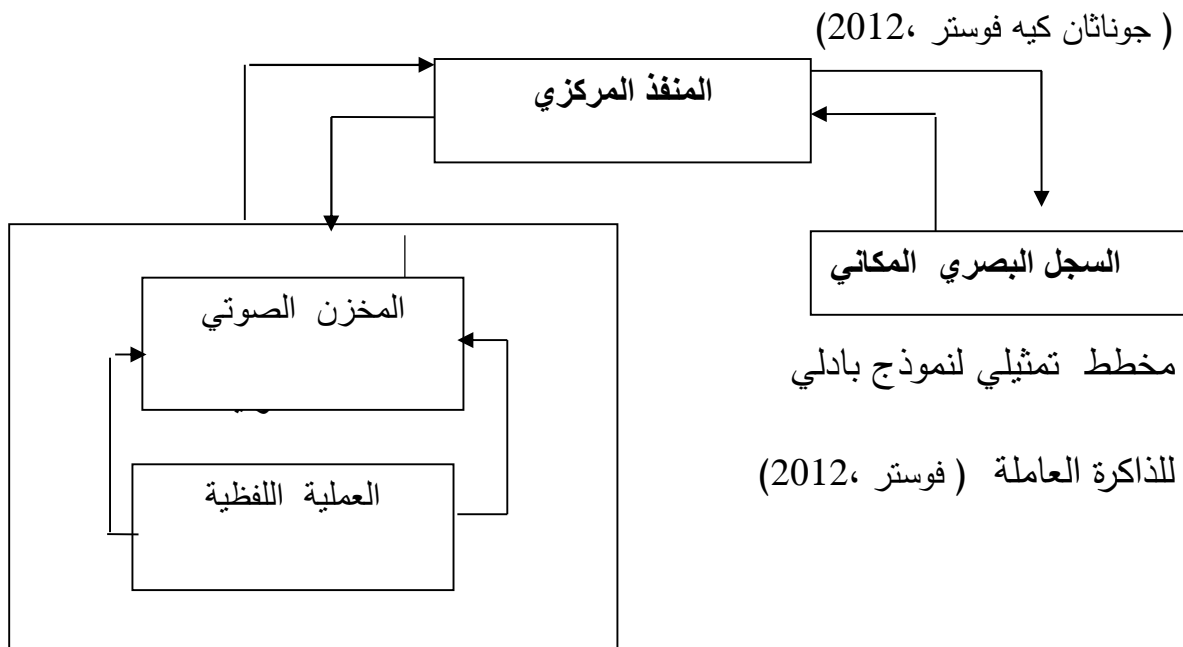 ( جوناثان كيه فوستر ،2012)
المنفذ المركزي
السجل البصري المكاني
المخزن الصوتي
مخطط تمثيلي لنموذج بادلي
العملية اللفظية
للذاكرة العاملة ( فوستر ،2012)